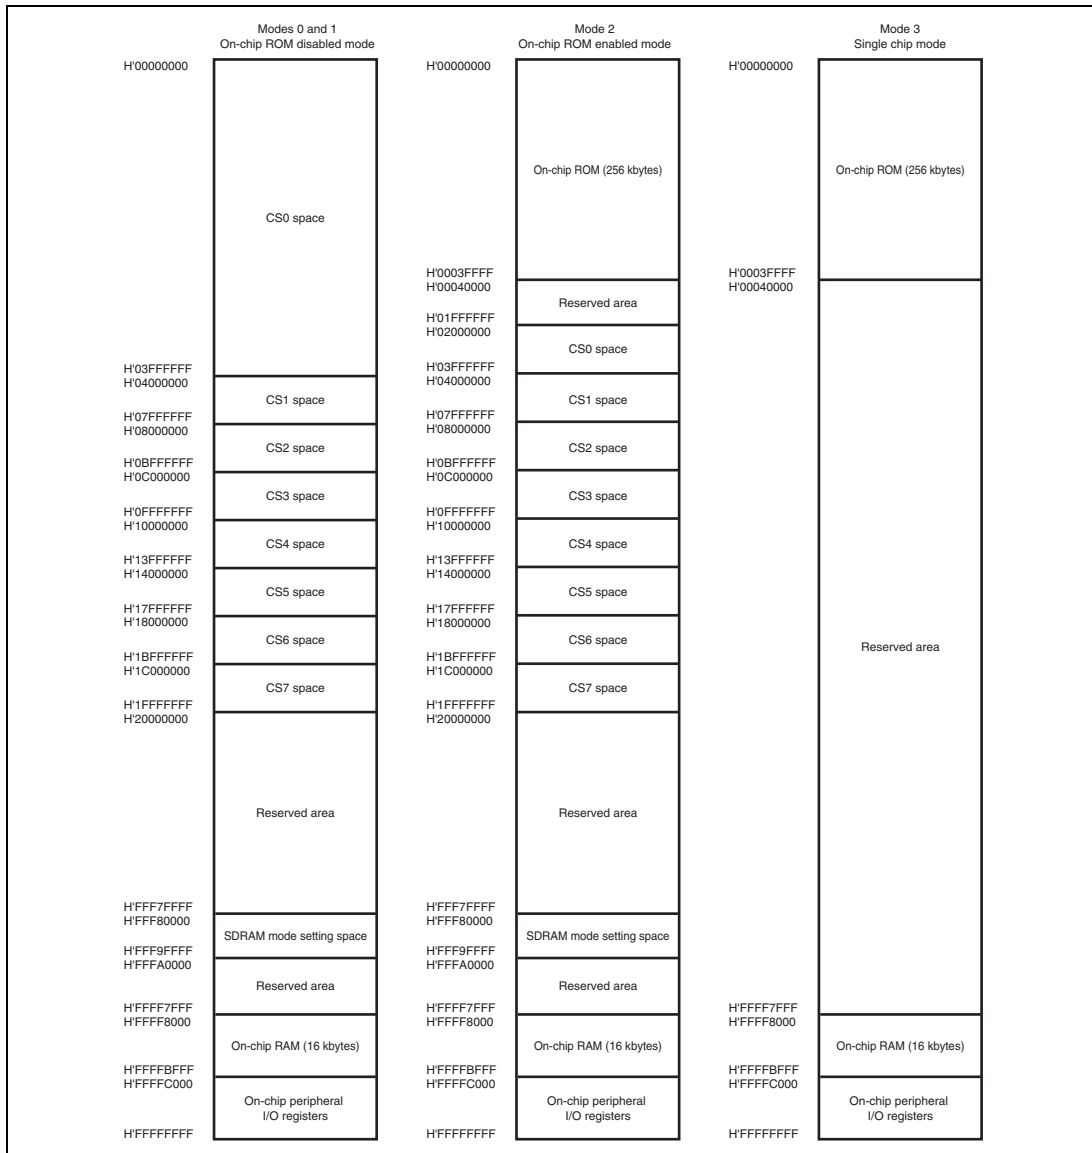 Modes 0 and 1
On-chip ROM disabled mode
H'00000000
CS0 space
H'03FFFFFF
H'04000000
CS1 space
H'07FFFFFF
H'08000000
CS2 space
H'0BFFFFFF
H'0C000000
CS3 space
H'0FFFFFFF
H'10000000
CS4 space
H'13FFFFFF
H'14000000
CS5 space
H'17FFFFFF
H'18000000
CS6 space
H'1BFFFFFF
H'1C000000
CS7 space
H'1FFFFFFF
H'20000000
Reserved area
H'FFF7FFFF
H'FFF80000
SDRAM mode setting space
H'FFF9FFFF
H'FFFA0000
Reserved area
H'FFFF7FFF
H'FFFF8000
On-chip RAM (16 kbytes)
H'FFFFBFFF
H'FFFFC000
On-chip peripheral
I/O registers
H'FFFFFFFF
Mode 2
On-chip ROM enabled mode
H'00000000
On-chip ROM (256 kbytes)
H'0003FFFF
H'00040000
Reserved area
H'01FFFFFF
H'02000000
CS0 space
H'03FFFFFF
H'04000000
CS1 space
H'07FFFFFF
H'08000000
CS2 space
H'0BFFFFFF
H'0C000000
CS3 space
H'0FFFFFFF
H'10000000
CS4 space
H'13FFFFFF
H'14000000
CS5 space
H'17FFFFFF
H'18000000
CS6 space
H'1BFFFFFF
H'1C000000
CS7 space
H'1FFFFFFF
H'20000000
Reserved area
H'FFF7FFFF
H'FFF80000
SDRAM mode setting space
H'FFF9FFFF
H'FFFA0000
Reserved area
H'FFFF7FFF
H'FFFF8000
On-chip RAM (16 kbytes)
H'FFFFBFFF
H'FFFFC000
On-chip peripheral
I/O registers
H'FFFFFFFF
Mode 3
Single chip mode
H'00000000
On-chip ROM (256 kbytes)
H'0003FFFF
H'00040000
Reserved area
H'FFFF7FFF
H'FFFF8000
On-chip RAM (16 kbytes)
H'FFFFBFFF
H'FFFFC000
On-chip peripheral
I/O registers
H'FFFFFFFF